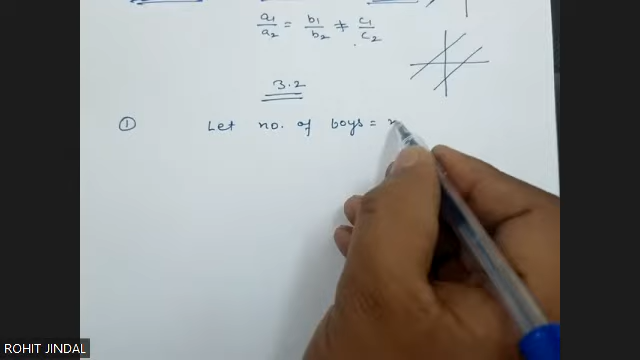 a₁/a₂ = b₁/b₂ ≠ c₁/c₂
3.2
① Let no. of boys = x
ROHIT JINDAL